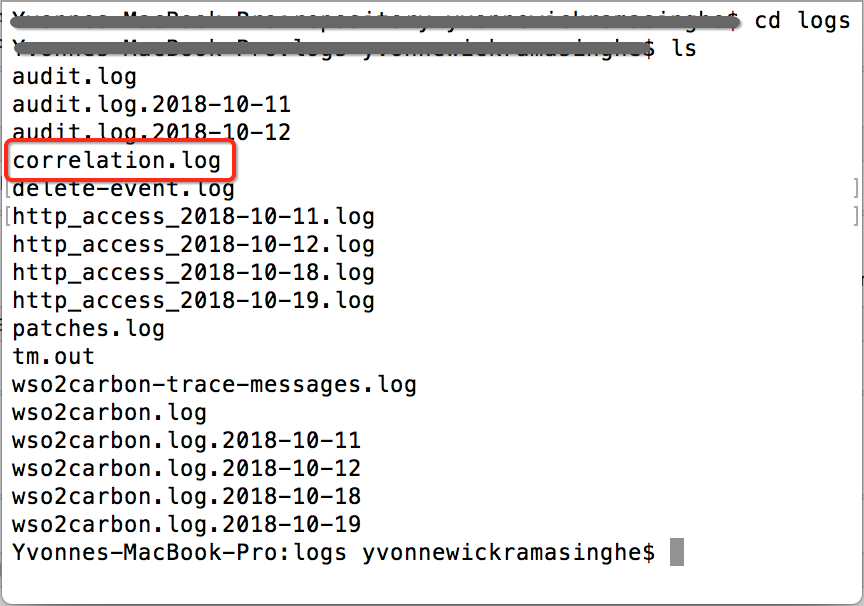 $ cd logs
$ ls
audit.log
audit.log.2018-10-11
audit.log.2018-10-12
correlation.log
delete-event.log
http_access_2018-10-11.log
http_access_2018-10-12.log
http_access_2018-10-18.log
http_access_2018-10-19.log
patches.log
tm.out
wso2carbon-trace-messages.log
wso2carbon.log
wso2carbon.log.2018-10-11
wso2carbon.log.2018-10-12
wso2carbon.log.2018-10-18
wso2carbon.log.2018-10-19
Yvonnes-MacBook-Pro:logs yvonnewickramasinghe$